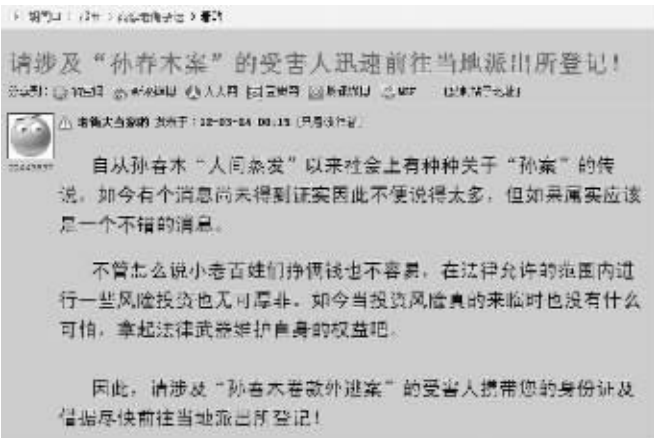 请涉及“孙春木案”的受害人迅速前往当地派出所登记!
自从孙春木“人间蒸发”以来社会上有种种关于“孙案”的传
说。如今有个消息尚未得到证实因此不便说得太多,但如果属实应该
是一个不错的消息。
不管怎么说小老百姓们挣俩钱也不容易,在法律允许的范围内进
行一些风险投资也无可厚非。如今当投资风险真的来临时也没有什么
可怕,拿起法律武器维护自身的权益吧。
因此,请涉及“孙春木卷款外逃案”的受害人携带您的身份证及
借据尽快前往当地派出所登记!